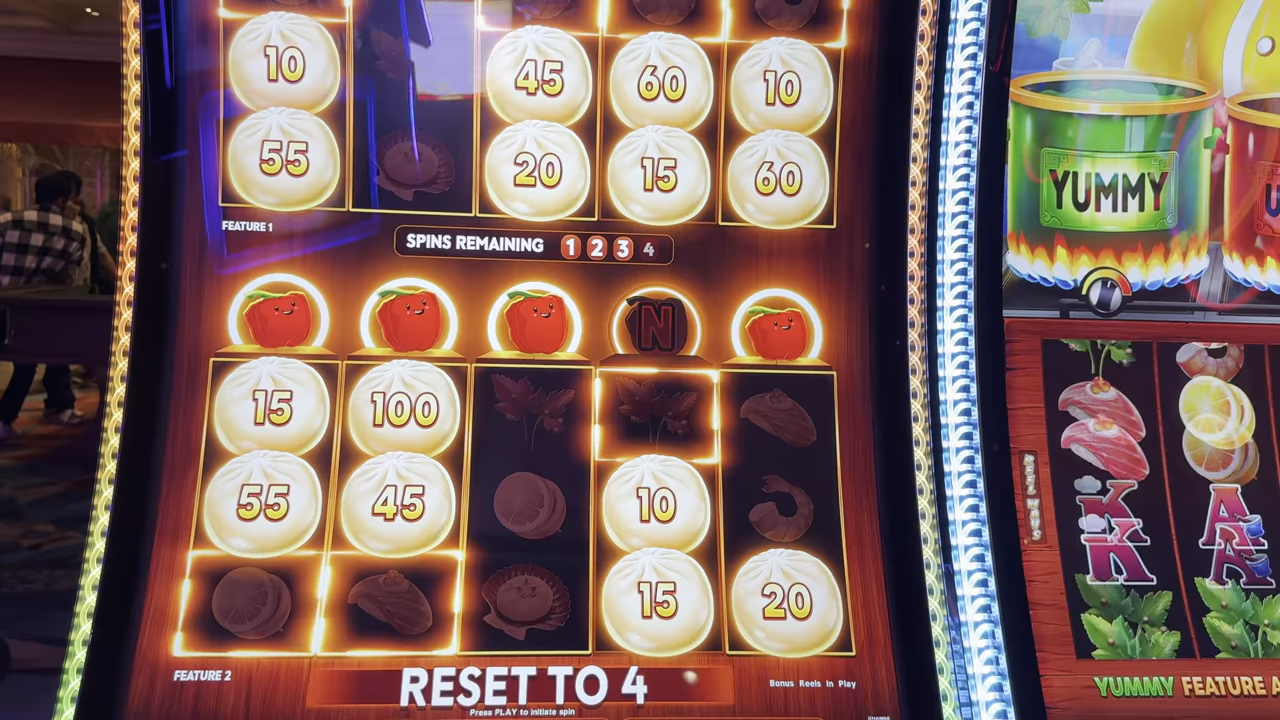 10 45 60 10
55 20 15 60
FEATURE 1
SPINS REMAINING 1 2 3 4
N
15 100
55 45 10
15 20
FEATURE 2
RESET TO 4
Bonus Reels In Play
Press PLAY to initiate spin
CHANGE
YUMMY
K A
K A
YUMMY FEATURE A